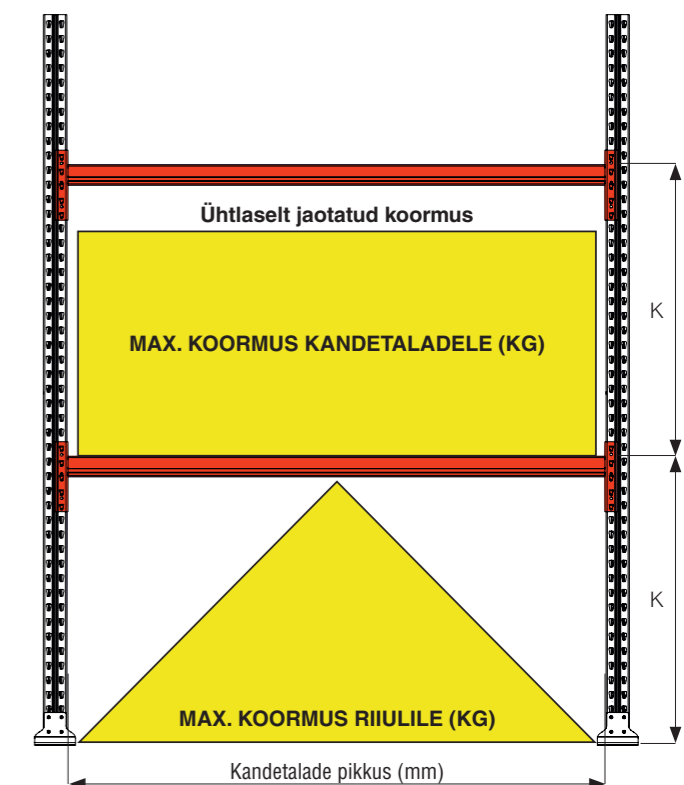 Ühtlaselt jaotatud koormus
K
MAX. KOORMUS KANDETALADELE (KG)
K
MAX. KOORMUS RIIULILE (KG)
Kandetalade pikkus (mm)